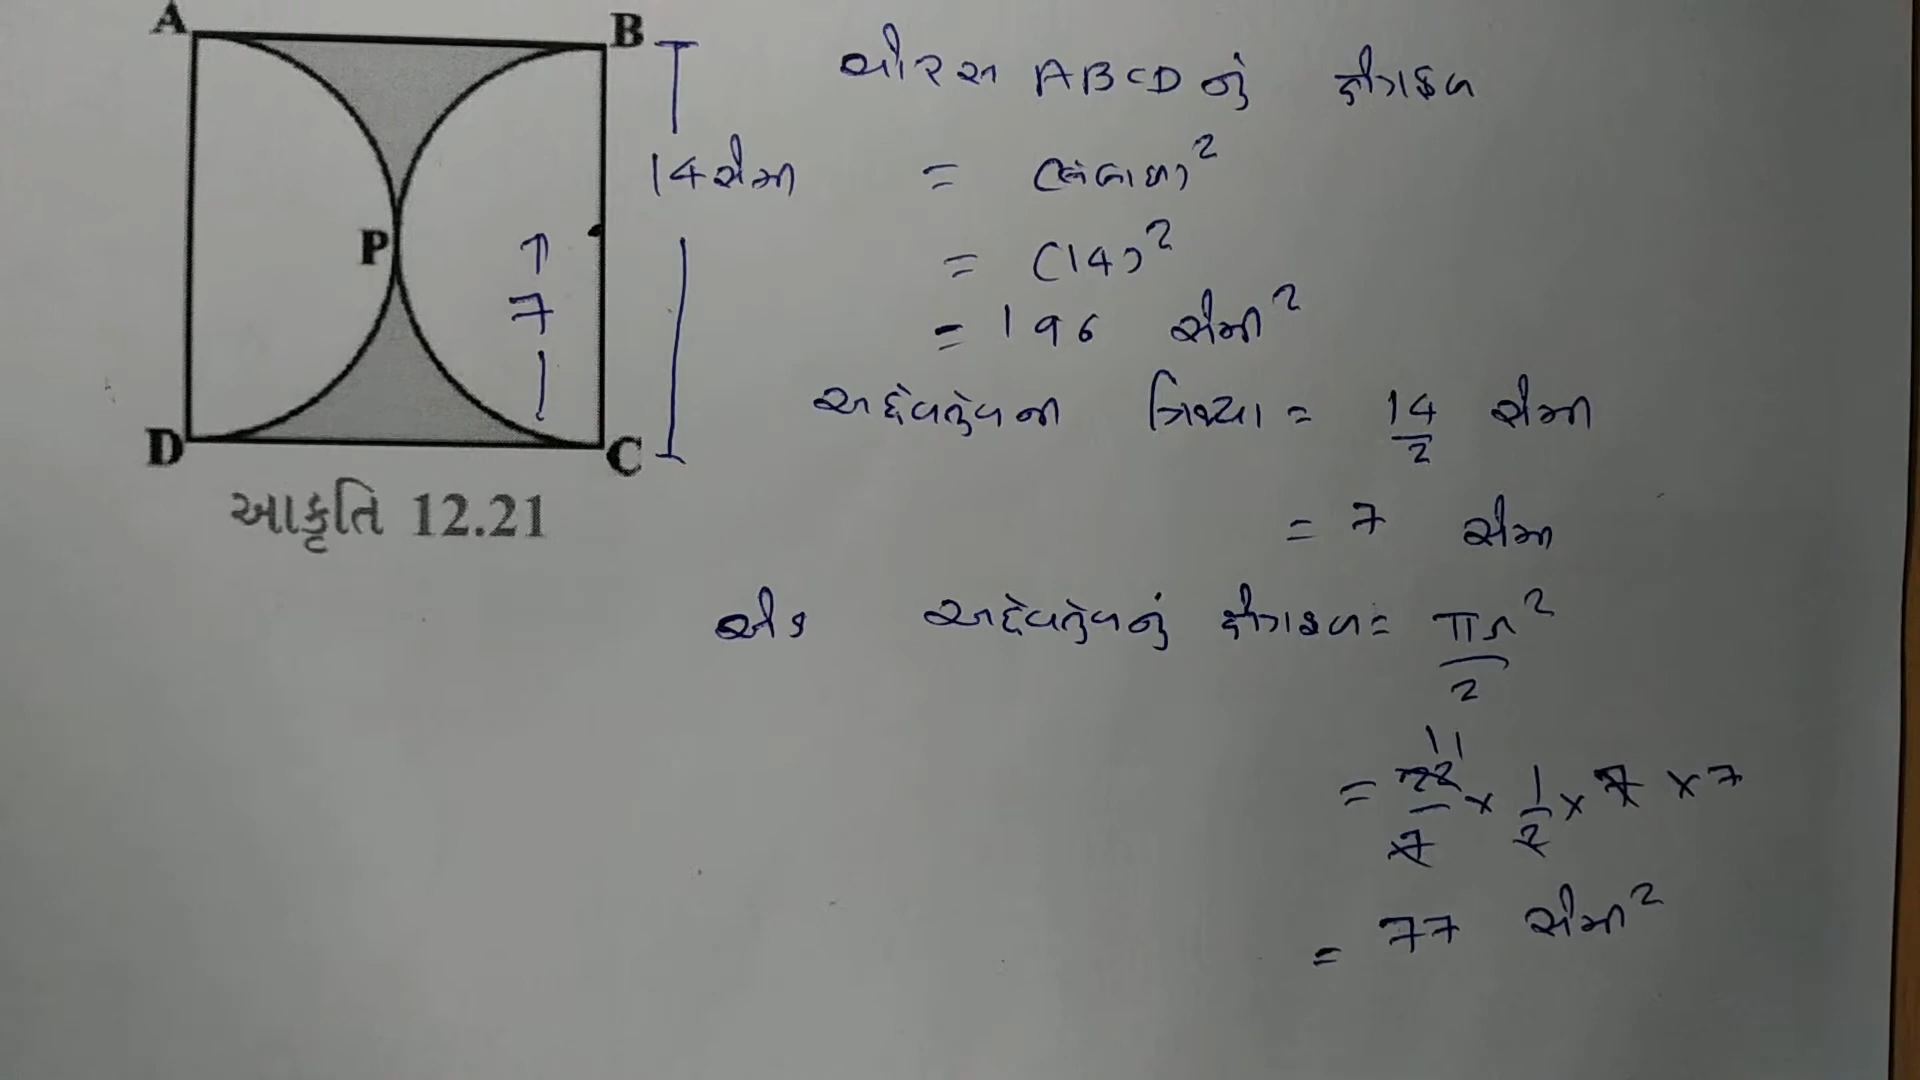 A
B
P
D
C
આકૃતિ 12.21
14 સેમી
↑
7
ચોરસ ABCD નું ક્ષેત્રફળ
= (લંબાઈ)²
= (14)²
= 196 સેમી²
અર્ધવર્તુળની ત્રિજ્યા = 14/2 સેમી
= 7 સેમી
એક અર્ધવર્તુળનું ક્ષેત્રફળ = πr²/2
11
= 22/7 × 1/2 × 7 × 7
= 77 સેમી²